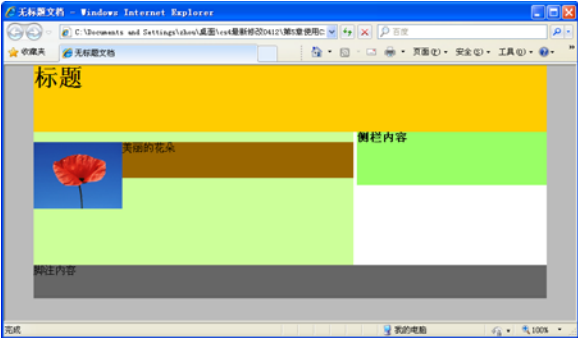 无标题文档 - Windows Internet Explorer
C:\Documents and Settings\zhou\桌面\cs4最新修改0412\第5章使用C
百度
收藏夹
无标题文档
页面(P)
安全(S)
工具(O)
标题
美丽的花朵
侧栏内容
脚注内容
完成
我的电脑
100%